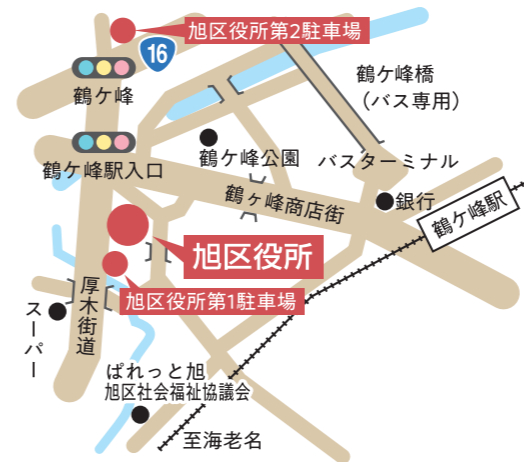 旭区役所第2駐車場
16
鶴ケ峰
鶴ケ峰橋
（バス専用）
鶴ケ峰駅入口
鶴ケ峰公園
バスターミナル
鶴ヶ峰商店街
銀行
鶴ケ峰駅
旭区役所
旭区役所第1駐車場
厚木街道
スーパー
ぱれっと旭
旭区社会福祉協議会
至海老名